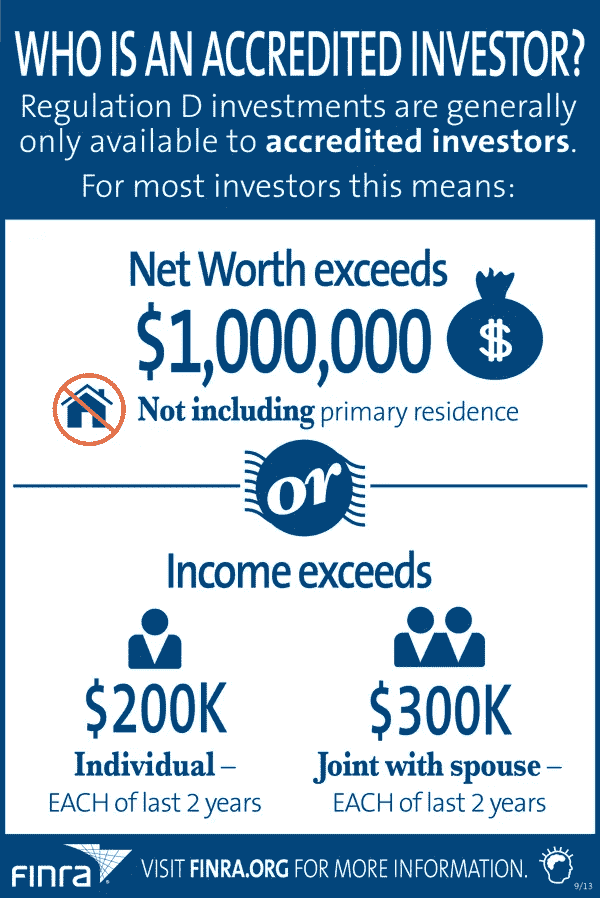 WHO IS AN ACCREDITED INVESTOR?
Regulation D investments are generally
only available to accredited investors.
For most investors this means:
Net Worth exceeds
$1,000,000
$
Not including primary residence
or
Income exceeds
$200K
Individual –
EACH of last 2 years
$300K
Joint with spouse –
EACH of last 2 years
finra
VISIT FINRA.ORG FOR MORE INFORMATION.
9/13